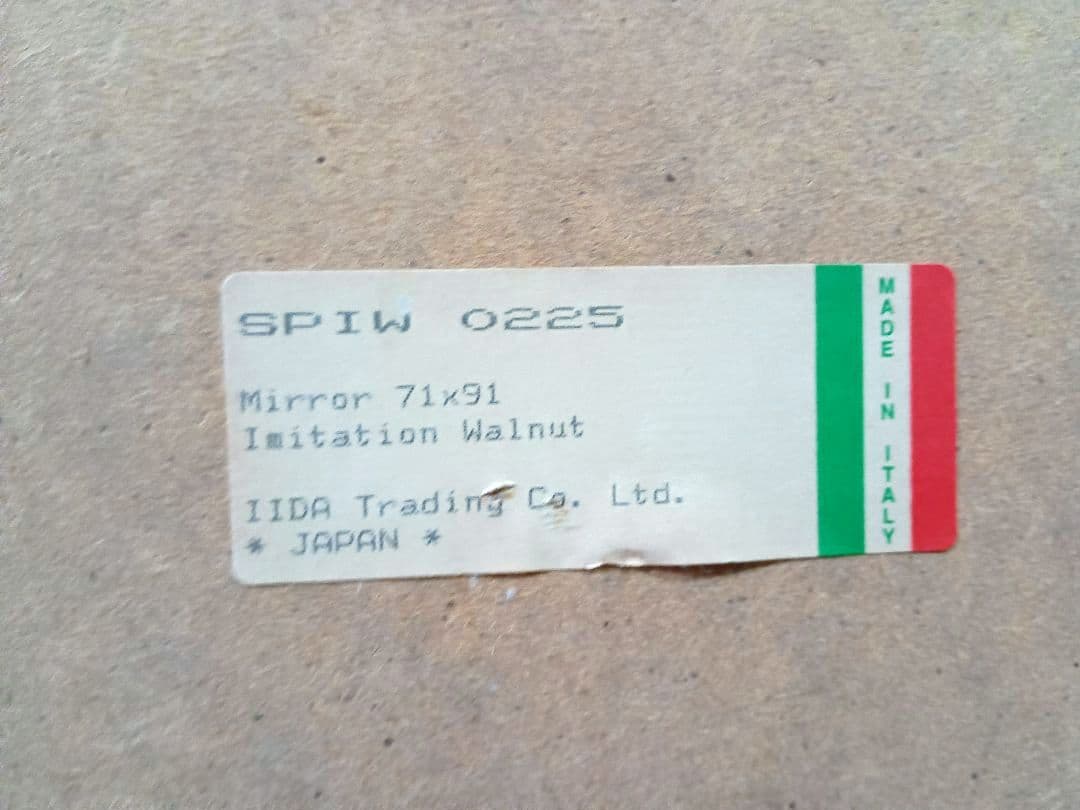 SPIW 0225
Mirror 71x91
Imitation Walnut
IIDA Trading Co. Ltd.
* JAPAN *
MADE IN ITALY